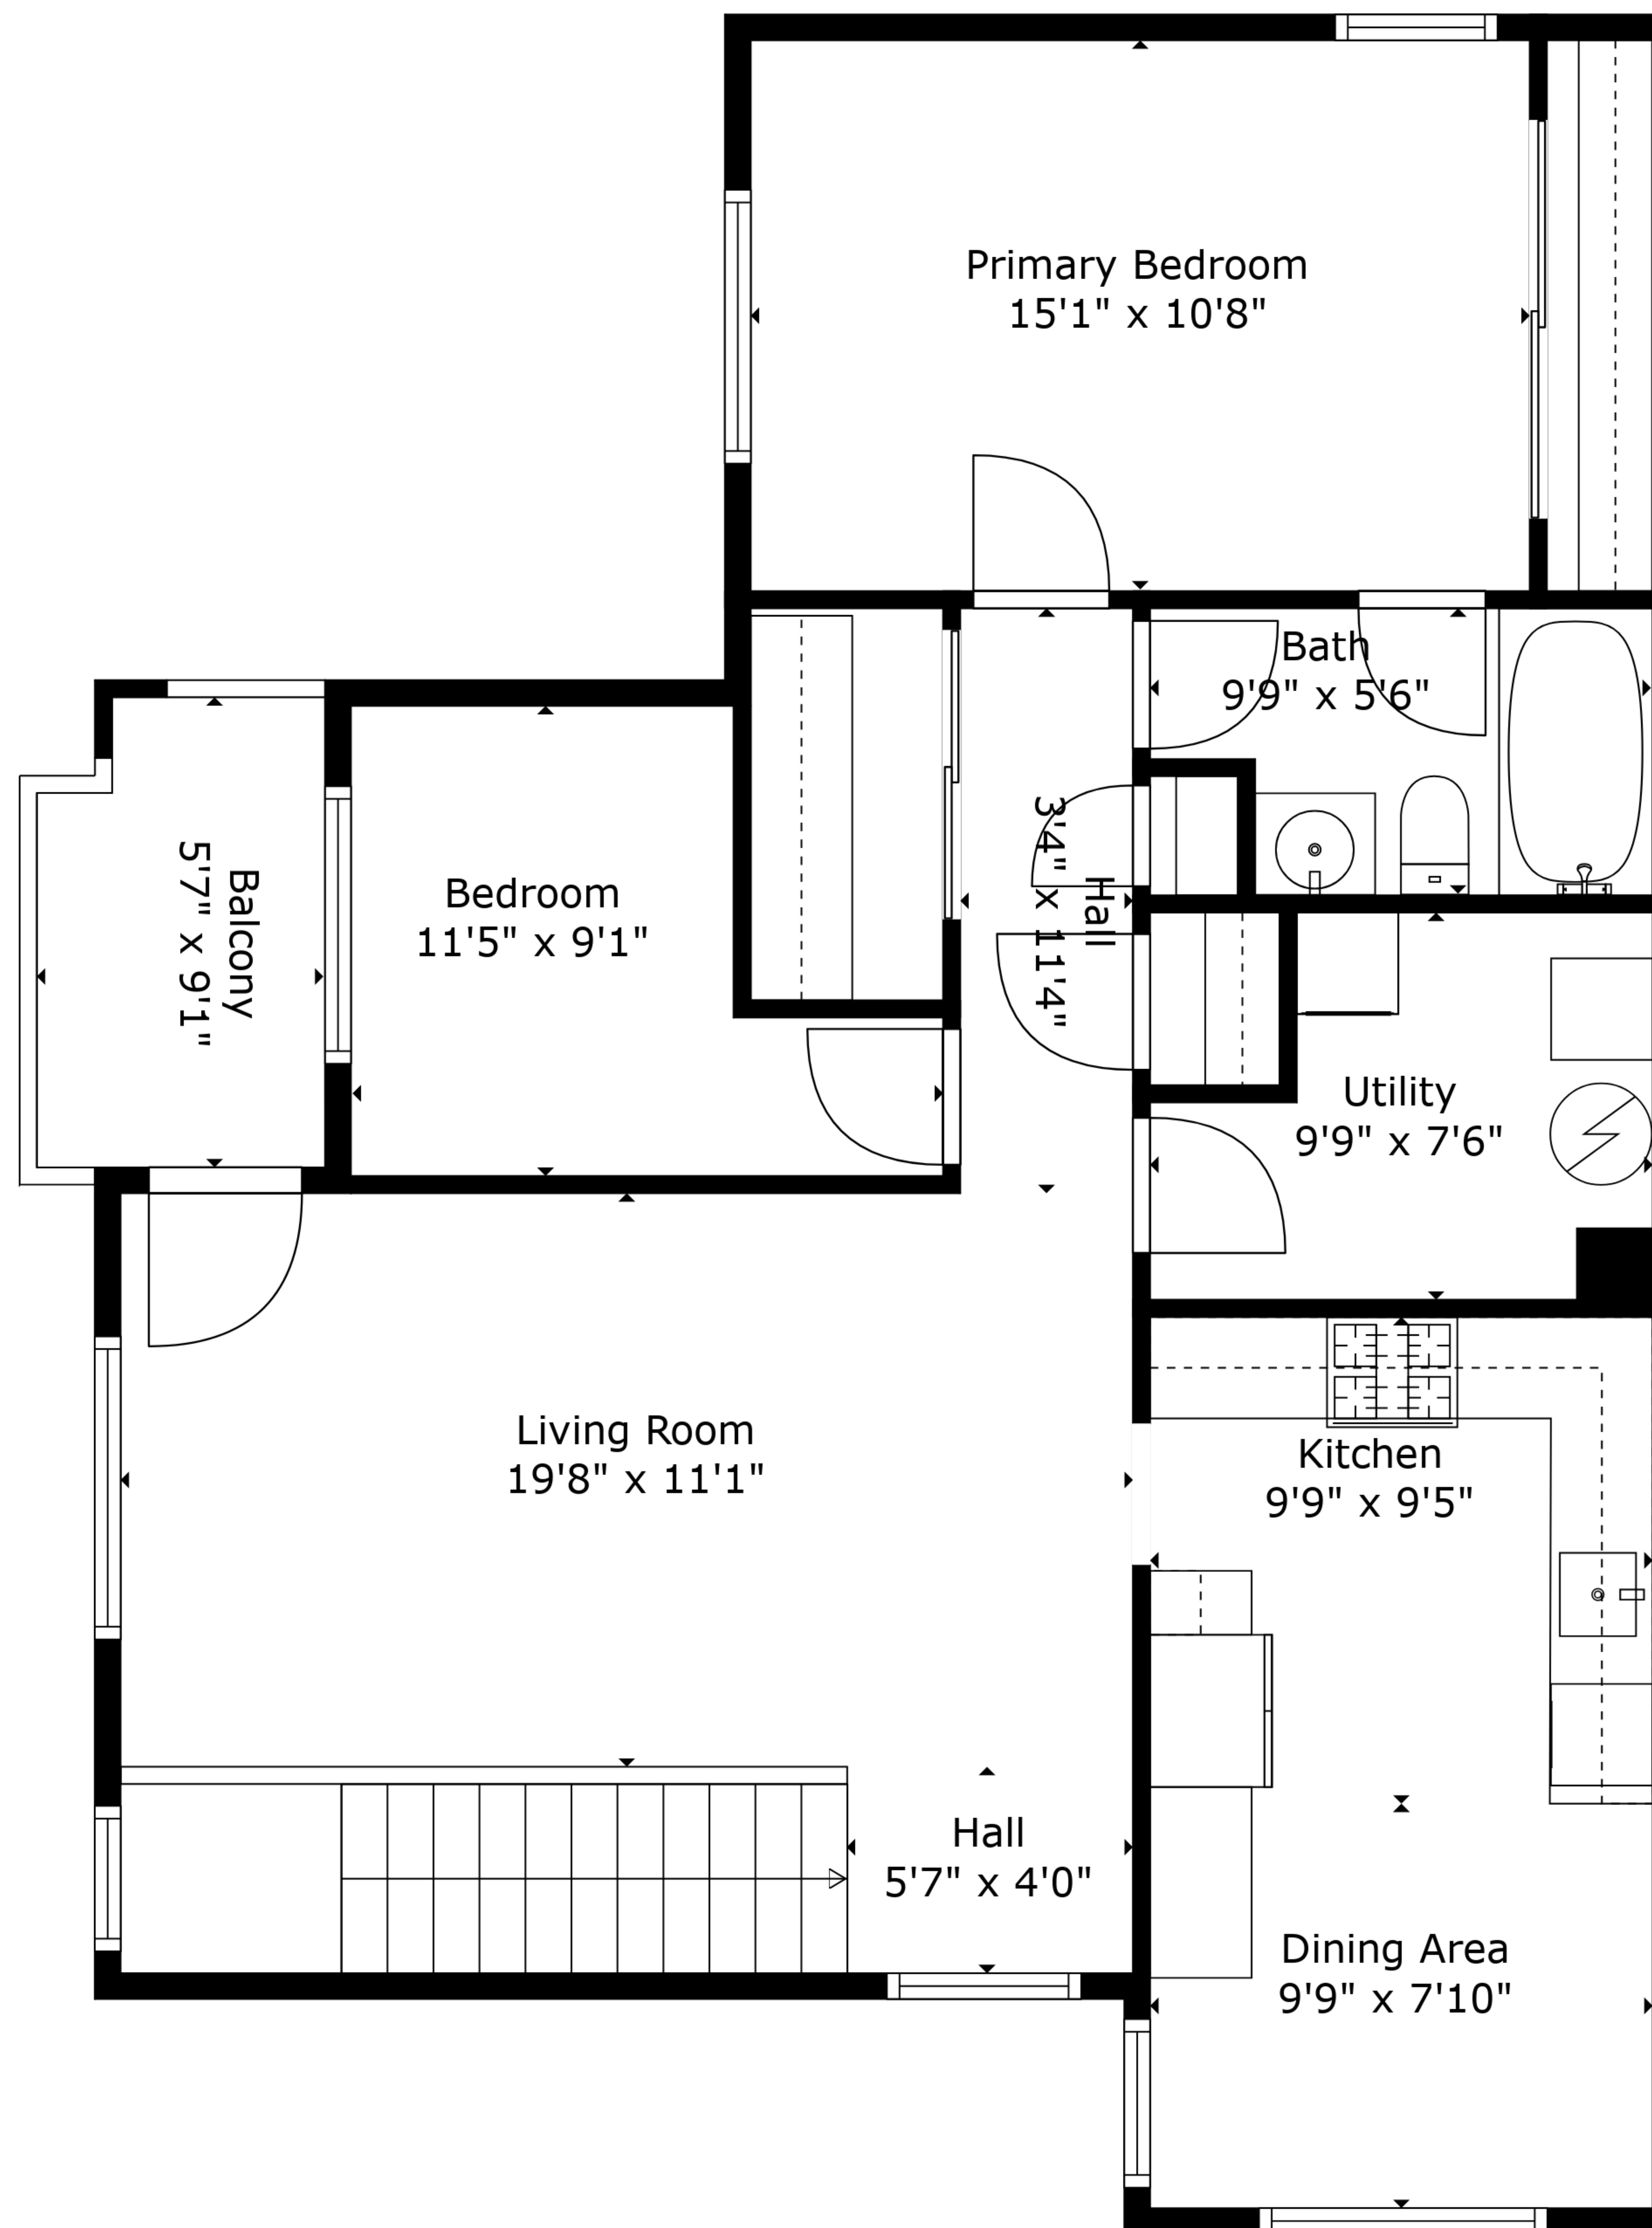 Primary Bedroom
15'1" x 10'8"
Bath
9'9" x 5'6"
Hall
3'4" x 11'4"
Balcony
5'7" x 9'1"
Bedroom
11'5" x 9'1"
Utility
9'9" x 7'6"
Living Room
19'8" x 11'1"
Kitchen
9'9" x 9'5"
Hall
5'7" x 4'0"
Dining Area
9'9" x 7'10"